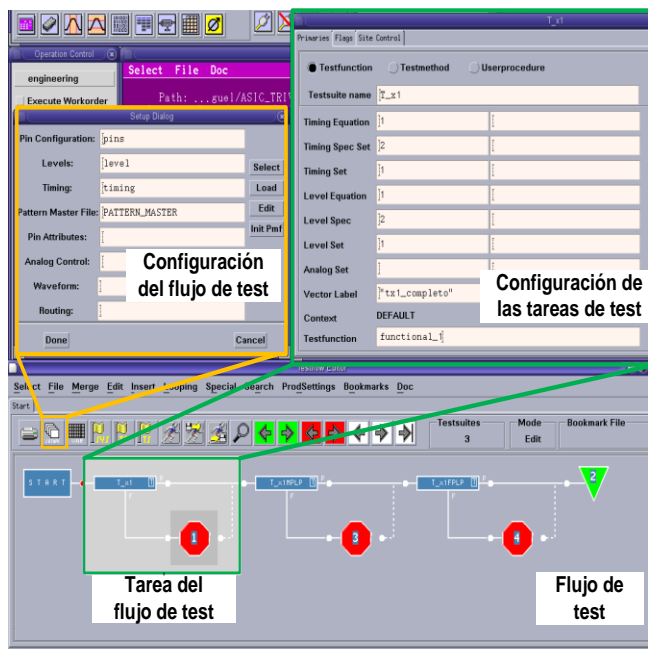 Operation Control
engineering
Execute Workorder
Select File Doc
Path: ...guel/ASIC_TRI
Setup Dialog
Pin Configuration: pins
Levels: level
Timing: timing
Pattern Master File: PATTERN_MASTER
Pin Attributes:
Analog Control:
Waveform:
Routing:
Select
Load
Edit
Init Pmf
Done
Cancel
Configuración
del flujo de test
T_x1
Primaries Flags Site Control
Testfunction Testmethod Userprocedure
Testsuite name T_x1
Timing Equation 1
Timing Spec Set 2
Timing Set 1
Level Equation 1
Level Spec 2
Level Set 1
Analog Set
Vector Label "tx1_completo"
Context DEFAULT
Testfunction functional_1
Configuración de
las tareas de test
Testflow Editor
Select File Merge Edit Insert Looping Special Search ProdSettings Bookmarks Doc
Start
Testsuites
3
Mode
Edit
Bookmark File
START
T_x1
T
F
P
1
T_x1MPLP
T
F
P
3
T_x1FPLP
T
F
P
4
2
Tarea del
flujo de test
Flujo de
test